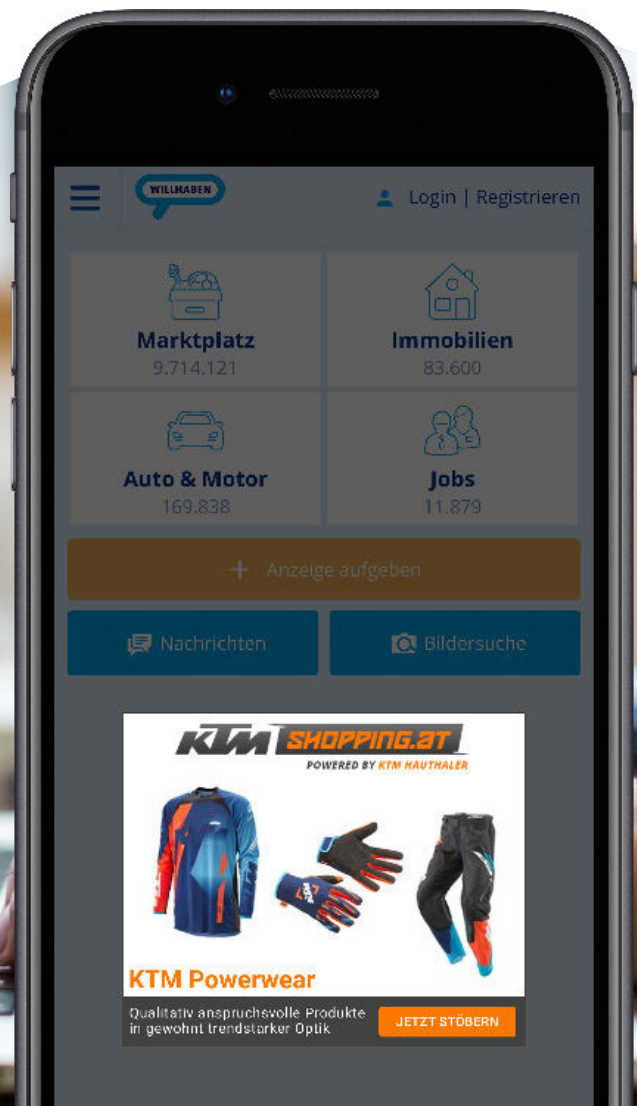 WILLHABEN
Login | Registrieren
Marktplatz
9.714.121
Immobilien
83.600
Auto & Motor
169.838
Jobs
11.879
+ Anzeige aufgeben
Nachrichten
Bildersuche
KTM SHOPPING.AT
POWERED BY KTM HAUTHALER
KTM
KTM Powerwear
Qualitativ anspruchsvolle Produkte
in gewohnt trendstarker Optik
JETZT STÖBERN